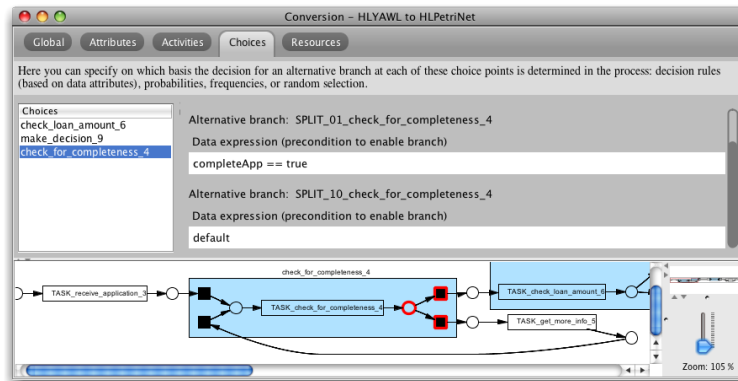 Conversion - HLYAWL to HLPetriNet
Global Attributes Activities Choices Resources
Here you can specify on which basis the decision for an alternative branch at each of these choice points is determined in the process: decision rules
(based on data attributes), probabilities, frequencies, or random selection.
Choices
check_loan_amount_6
make_decision_9
check_for_completeness_4
Alternative branch: SPLIT_01_check_for_completeness_4
Data expression (precondition to enable branch)
completeApp == true
Alternative branch: SPLIT_10_check_for_completeness_4
Data expression (precondition to enable branch)
default
check_for_completeness_4
TASK_receive_application_3
TASK_check_for_completeness_4
TASK_check_loan_amount_6
TASK_get_more_info_5
Zoom: 105 %